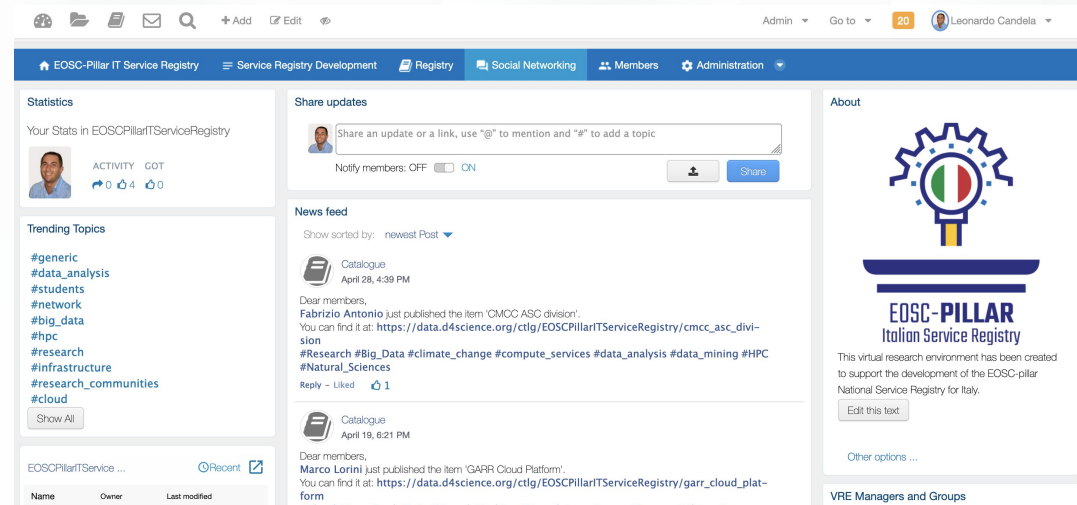 + Add Edit Admin Go to 20 Leonardo Candela
EOSC-Pillar IT Service Registry Service Registry Development Registry Social Networking Members Administration
Statistics
Your Stats in EOSCPillarITServiceRegistry
ACTIVITY GOT
0 4 0
Trending Topics
#generic
#data_analysis
#students
#network
#big_data
#hpc
#research
#infrastructure
#research_communities
#cloud
Show All
EOSCPillarITService ... Recent
Name Owner Last modified
Share updates
Share an update or a link, use "@" to mention and "#" to add a topic
Notify members: OFF ON
Share
News feed
Show sorted by: newest Post
Catalogue
April 28, 4:39 PM
Dear members,
Fabrizio Antonio just published the item 'CMCC ASC division'.
You can find it at: https://data.d4science.org/ctlg/EOSCPillarITServiceRegistry/cmcc_asc_divi-
sion
#Research #Big_Data #climate_change #compute_services #data_analysis #data_mining #HPC
#Natural_Sciences
Reply - Liked 1
Catalogue
April 19, 6:21 PM
Dear members,
Marco Lorini just published the item 'GARR Cloud Platform'.
You can find it at: https://data.d4science.org/ctlg/EOSCPillarITServiceRegistry/garr_cloud_plat-
form
About
EOSC-PILLAR
Italian Service Registry
This virtual research environment has been created
to support the development of the EOSC-pillar
National Service Registry for Italy.
Edit this text
Other options ...
VRE Managers and Groups